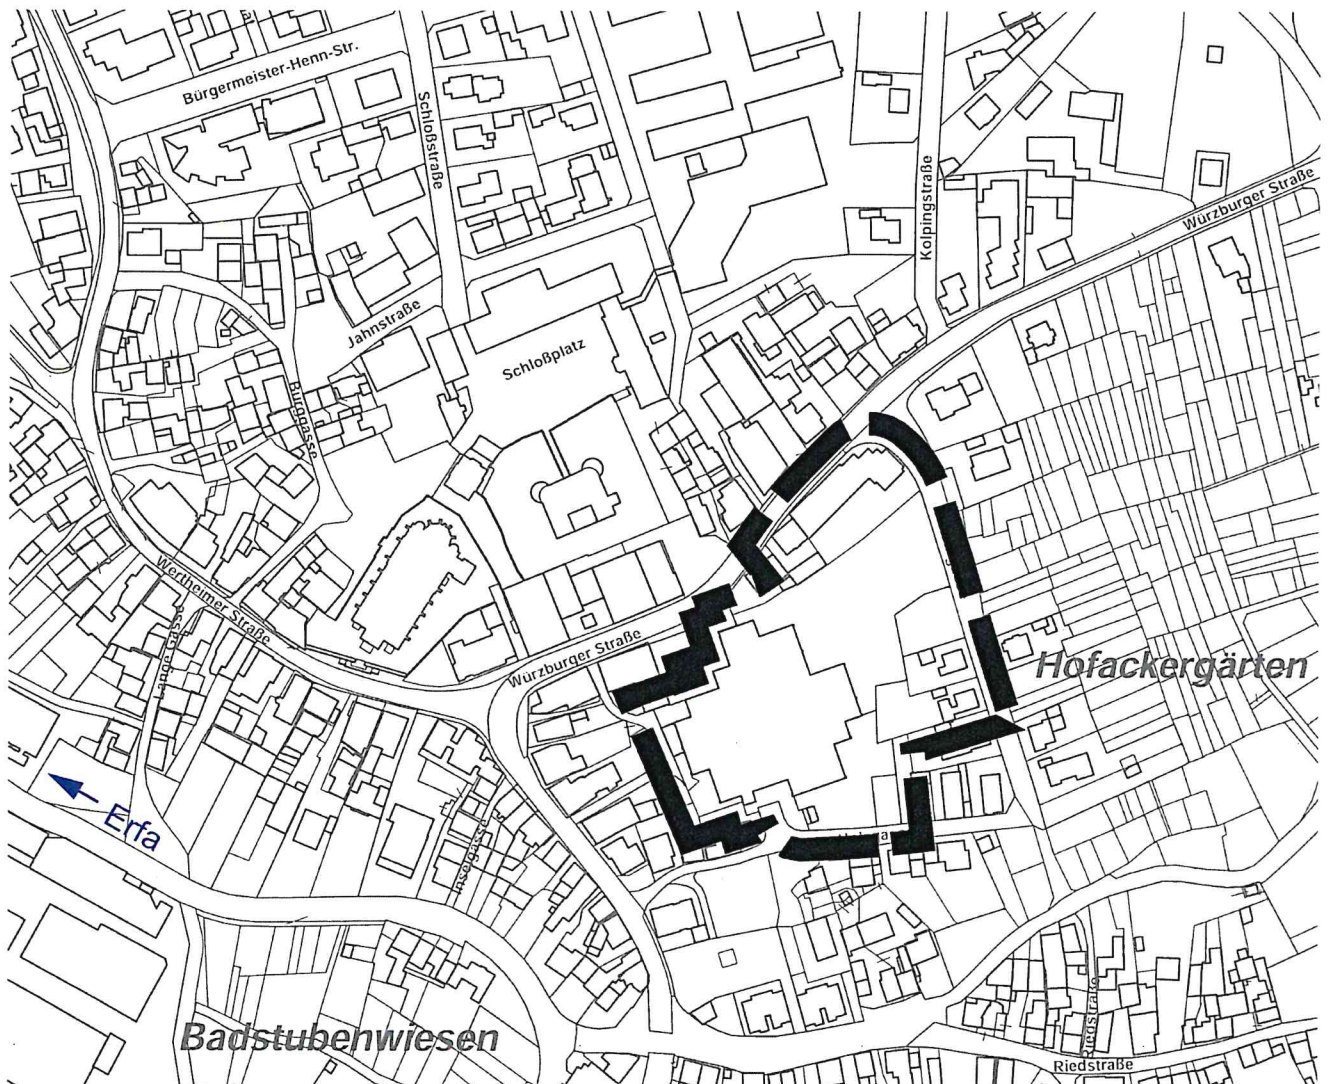 Bürgermeister-Henn-Str.
Schloßstraße
Kolpingstraße
Würzburger Straße
Jahnstraße
Schloßplatz
Burggasse
Wertheimer Straße
Lange Gasse
Würzburger Straße
Hofackergärten
Erfa
Inselgasse
Badstubenwiesen
Riedstraße
Riedstraße